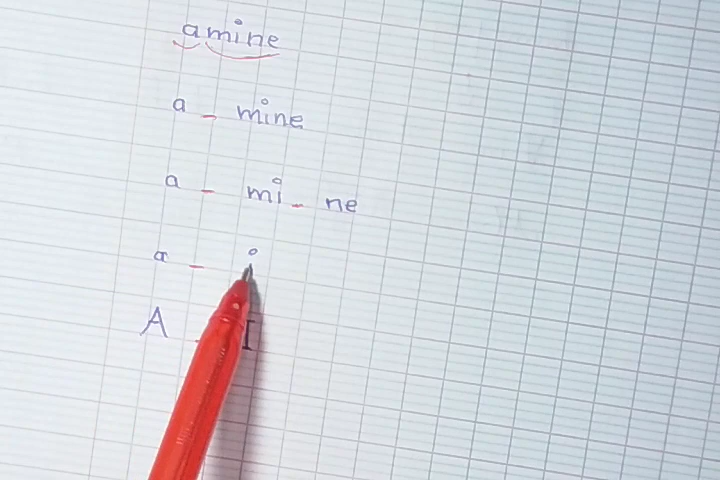 amine
a - mine
a - mi - ne
a - i
A - I